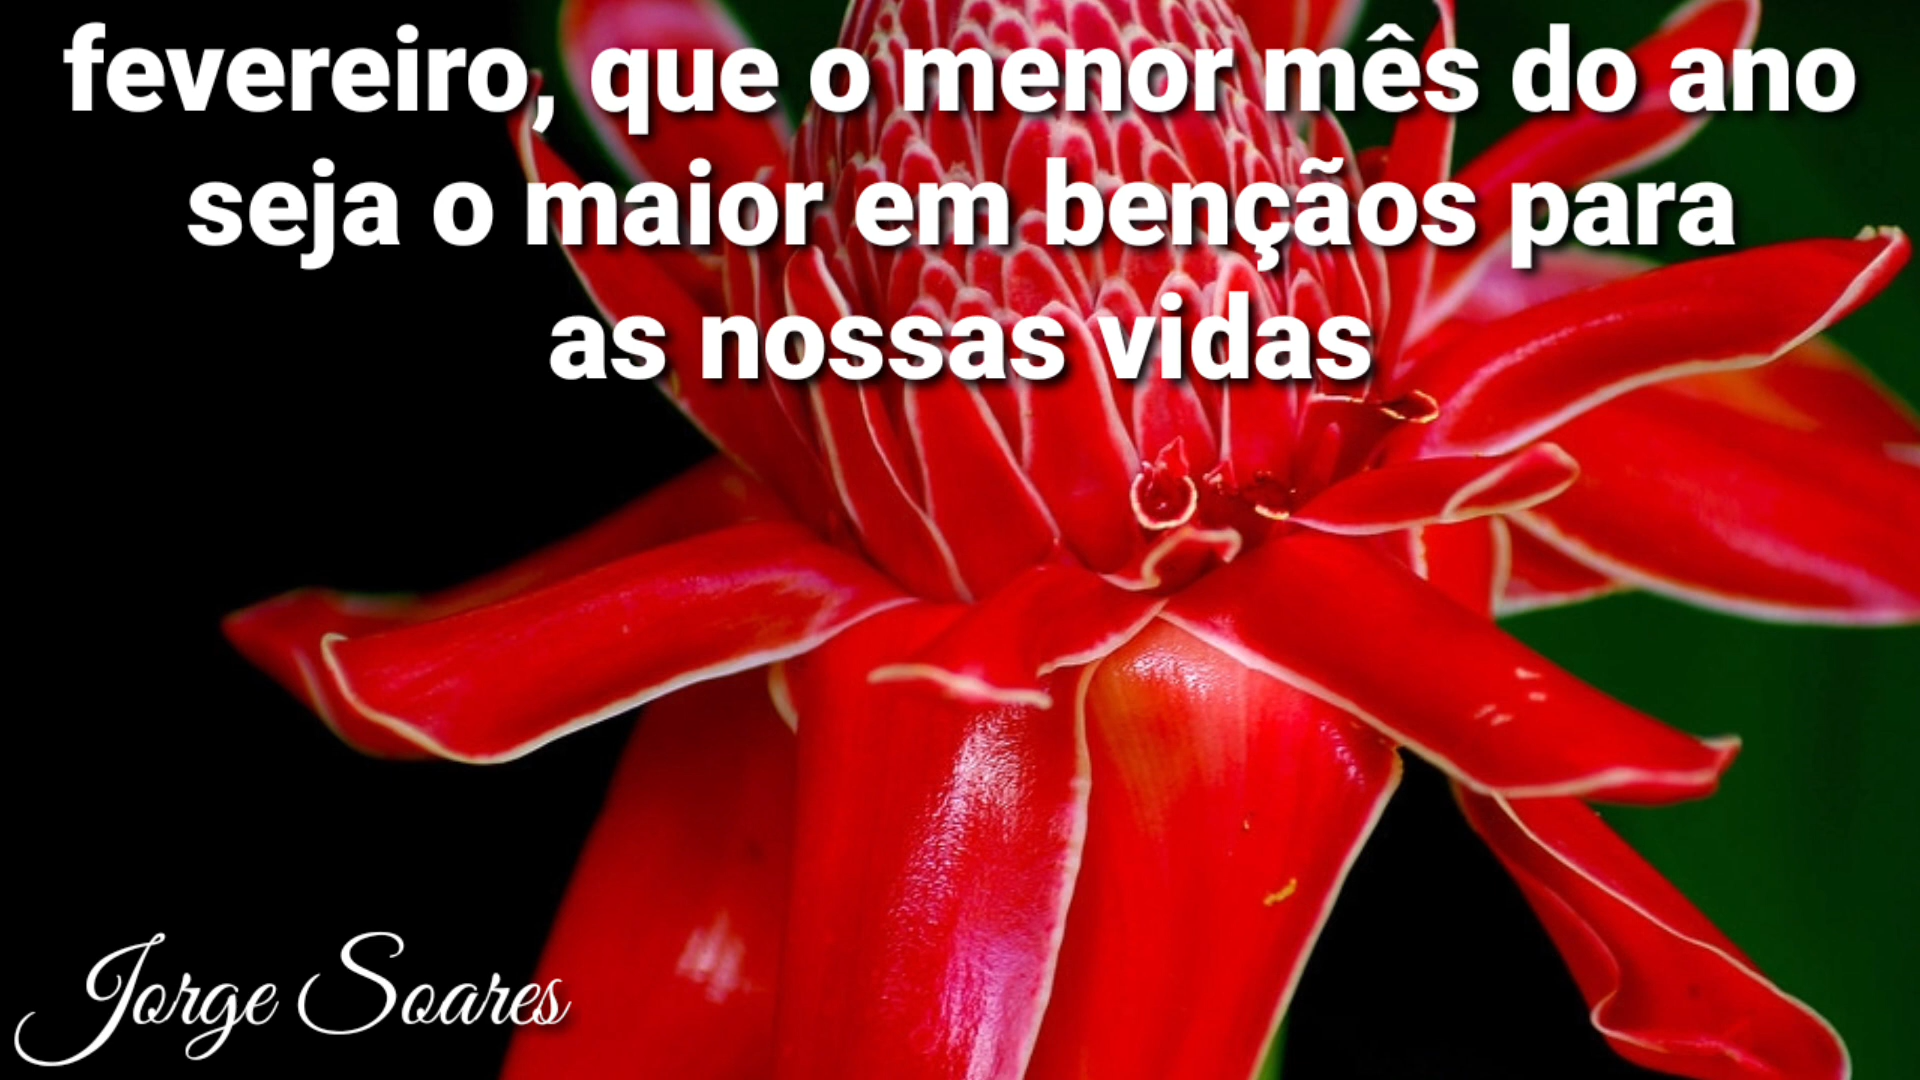 fevereiro, que o menor mês do ano
seja o maior em bençãos para
as nossas vidas
Jorge Soares